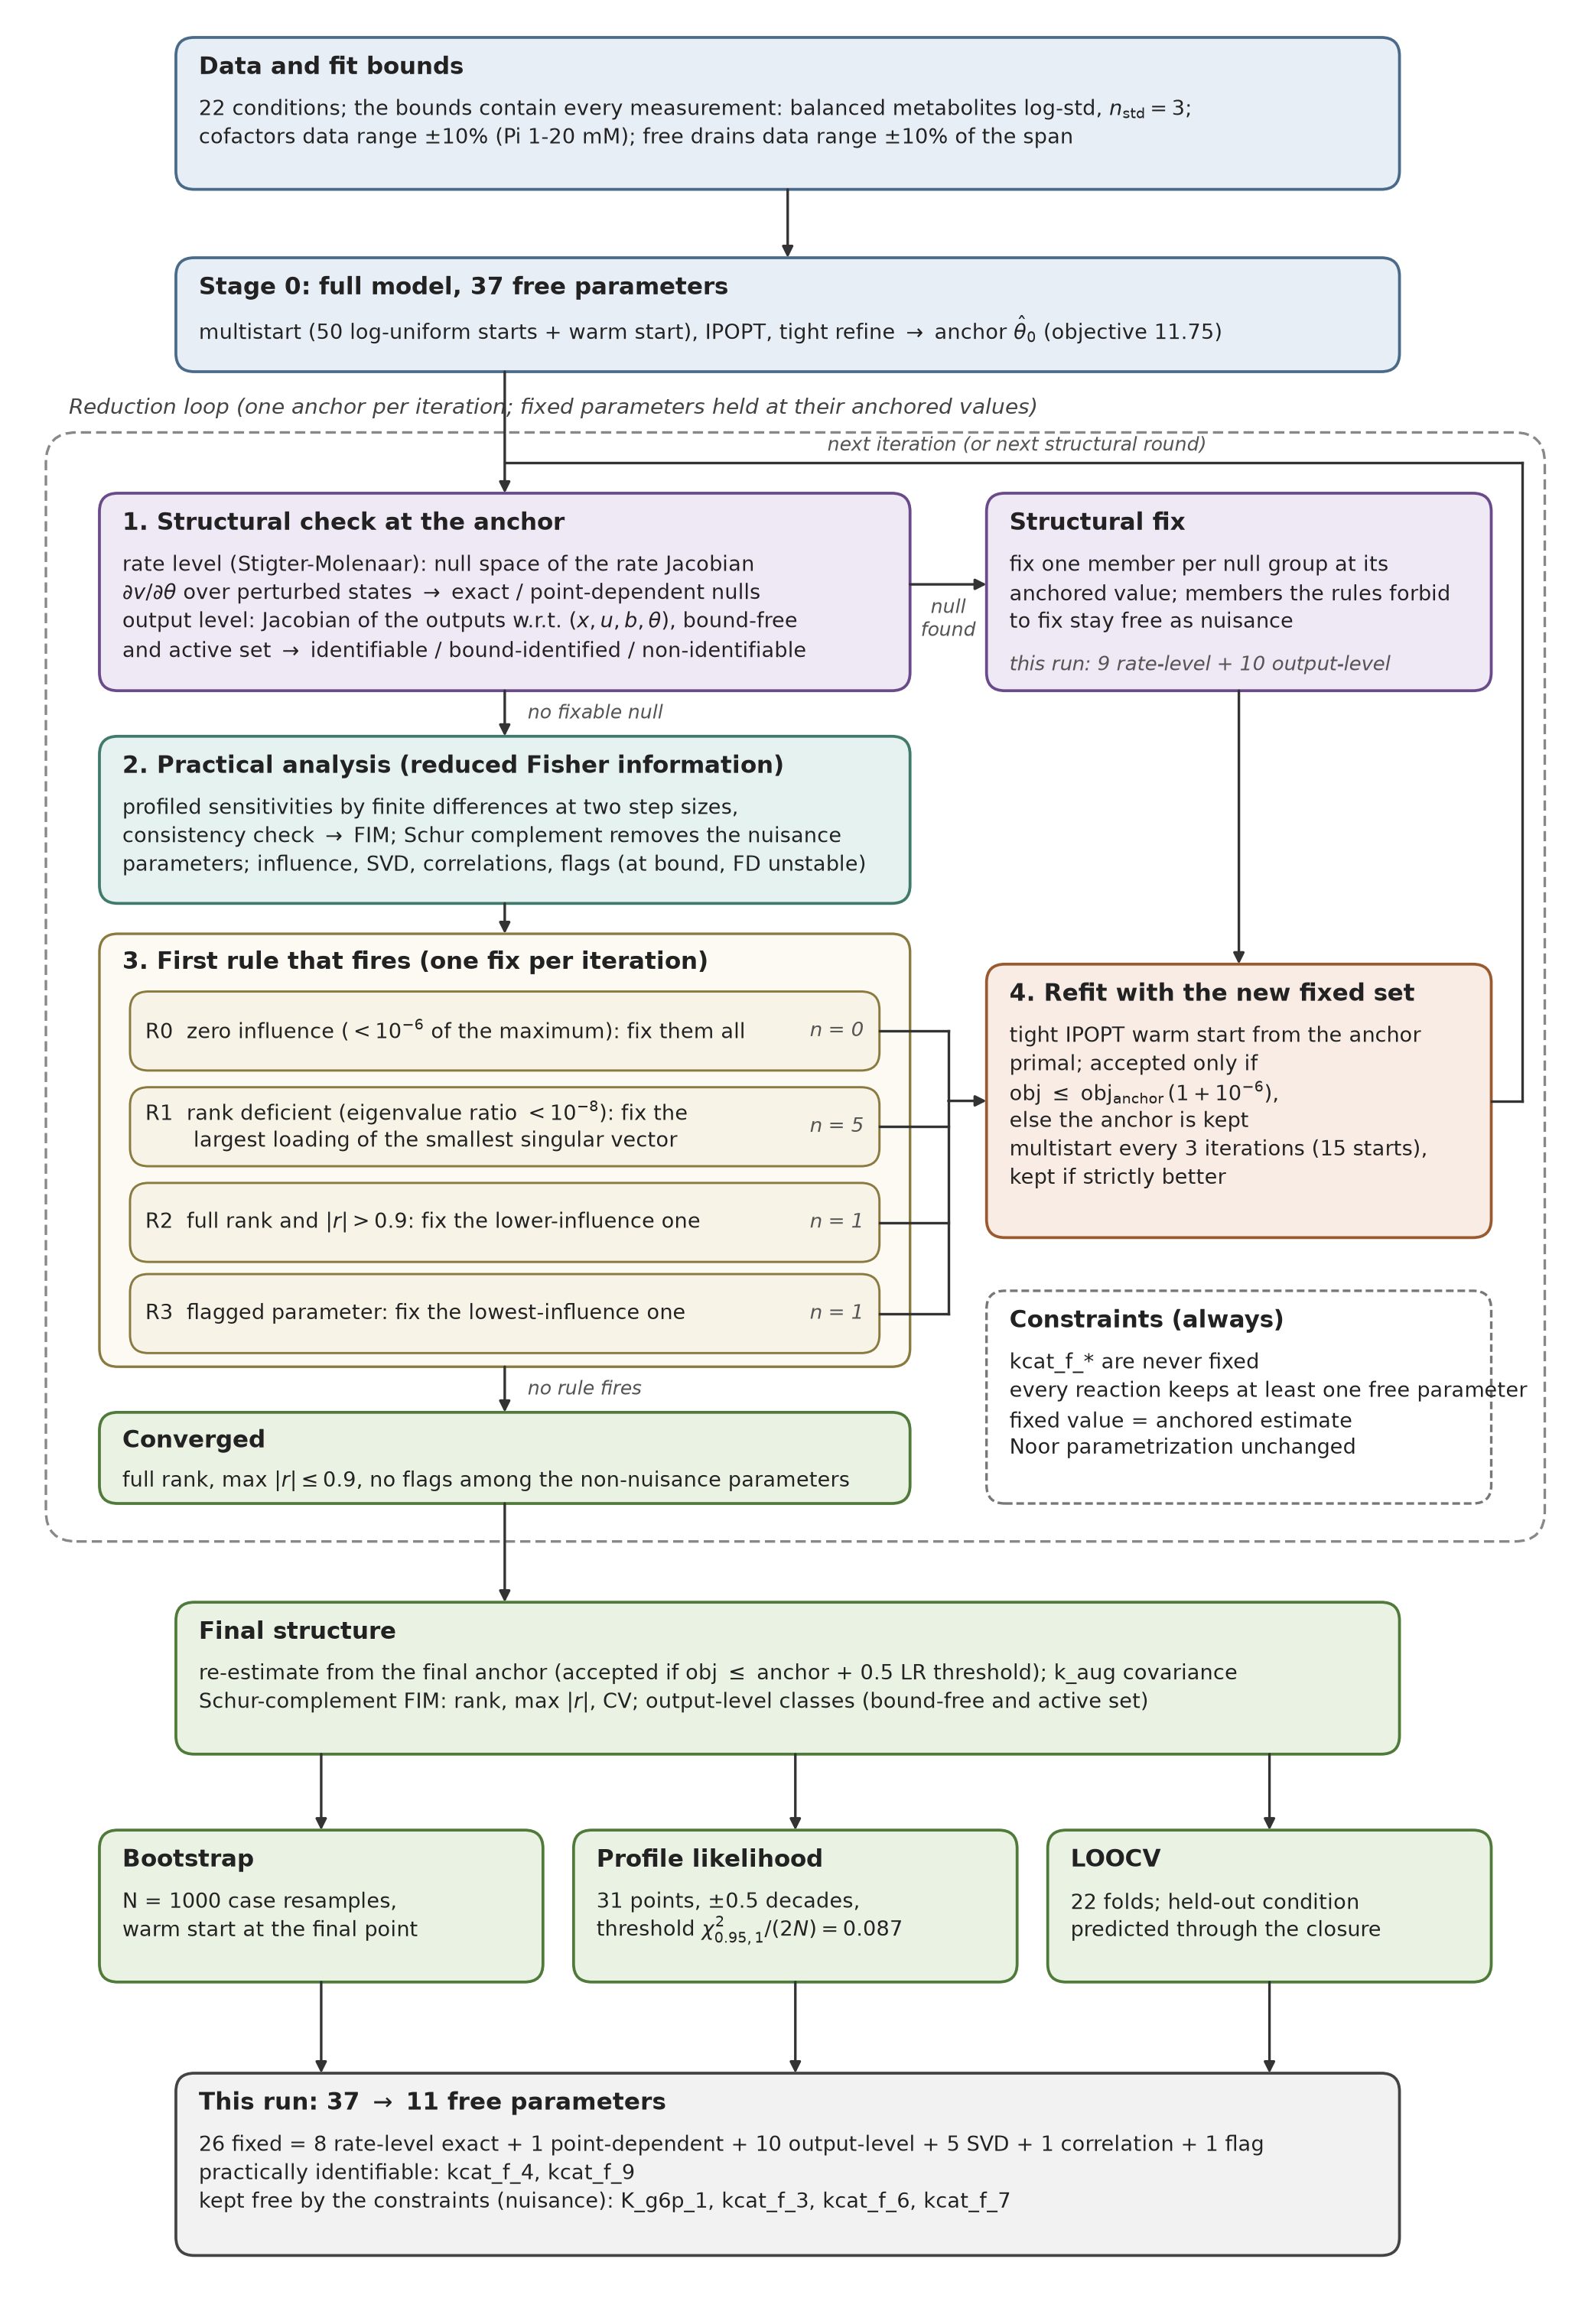 Data and fit bounds
22 conditions; the bounds contain every measurement: balanced metabolites log-std, n_std = 3;
cofactors data range ±10% (Pi 1-20 mM); free drains data range ±10% of the span
Stage 0: full model, 37 free parameters
multistart (50 log-uniform starts + warm start), IPOPT, tight refine → anchor θ̂₀ (objective 11.75)
Reduction loop (one anchor per iteration; fixed parameters held at their anchored values)
next iteration (or next structural round)
1. Structural check at the anchor
rate level (Stigter-Molenaar): null space of the rate Jacobian
∂v/∂θ over perturbed states → exact / point-dependent nulls
output level: Jacobian of the outputs w.r.t. (x, u, b, θ), bound-free
and active set → identifiable / bound-identified / non-identifiable
null
found
Structural fix
fix one member per null group at its
anchored value; members the rules forbid
to fix stay free as nuisance
this run: 9 rate-level + 10 output-level
no fixable null
2. Practical analysis (reduced Fisher information)
profiled sensitivities by finite differences at two step sizes,
consistency check → FIM; Schur complement removes the nuisance
parameters; influence, SVD, correlations, flags (at bound, FD unstable)
3. First rule that fires (one fix per iteration)
R0 zero influence (< 10⁻⁶ of the maximum): fix them all n = 0
R1 rank deficient (eigenvalue ratio < 10⁻⁸): fix the
largest loading of the smallest singular vector n = 5
R2 full rank and |r| > 0.9: fix the lower-influence one n = 1
R3 flagged parameter: fix the lowest-influence one n = 1
4. Refit with the new fixed set
tight IPOPT warm start from the anchor
primal; accepted only if
obj ≤ obj_anchor (1 + 10⁻⁶),
else the anchor is kept
multistart every 3 iterations (15 starts),
kept if strictly better
Constraints (always)
kcat_f_* are never fixed
every reaction keeps at least one free parameter
fixed value = anchored estimate
Noor parametrization unchanged
no rule fires
Converged
full rank, max |r| ≤ 0.9, no flags among the non-nuisance parameters
Final structure
re-estimate from the final anchor (accepted if obj ≤ anchor + 0.5 LR threshold); k_aug covariance
Schur-complement FIM: rank, max |r|, CV; output-level classes (bound-free and active set)
Bootstrap
N = 1000 case resamples,
warm start at the final point
Profile likelihood
31 points, ±0.5 decades,
threshold χ²_{0.95, 1}/(2N) = 0.087
LOOCV
22 folds; held-out condition
predicted through the closure
This run: 37 → 11 free parameters
26 fixed = 8 rate-level exact + 1 point-dependent + 10 output-level + 5 SVD + 1 correlation + 1 flag
practically identifiable: kcat_f_4, kcat_f_9
kept free by the constraints (nuisance): K_g6p_1, kcat_f_3, kcat_f_6, kcat_f_7